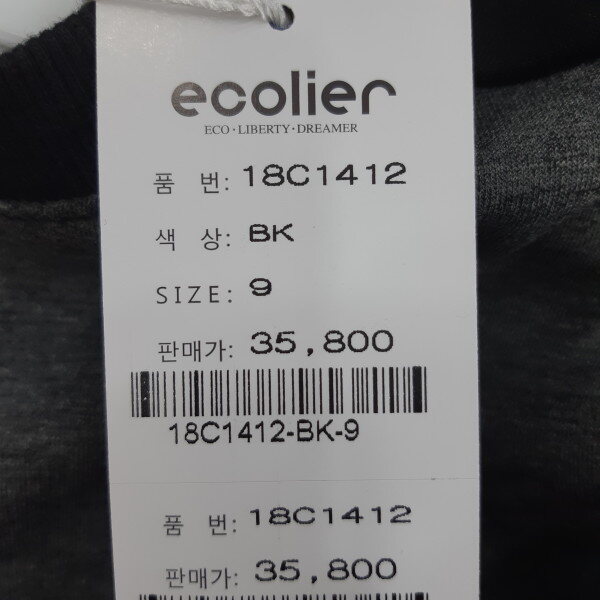 ecolier
ECO·LIBERTY·DREAMER
품 번: 18C1412
색 상: BK
SIZE: 9
판매가: 35,800
18C1412-BK-9
품 번: 18C1412
판매가: 35,800